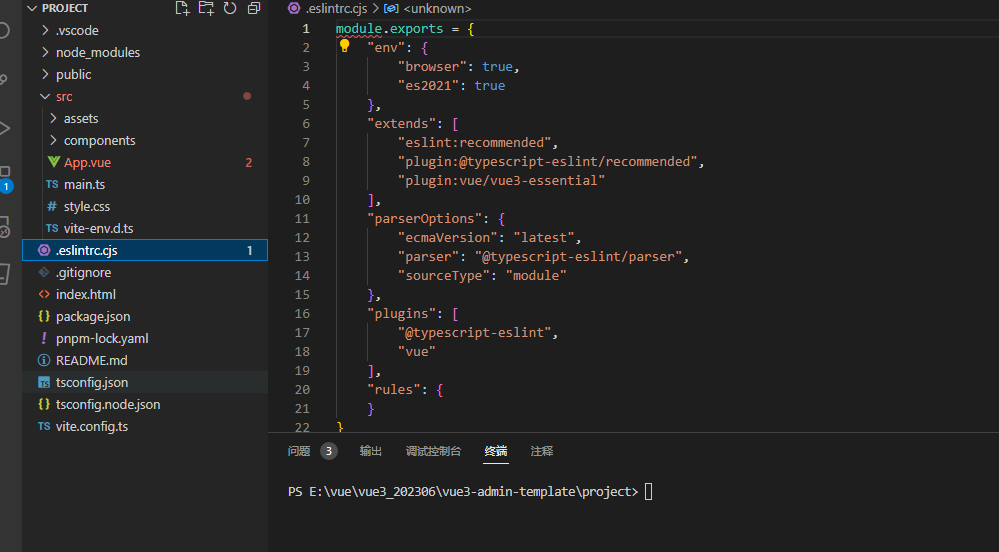 PROJECT
.vscode
node_modules
public
src
assets
components
App.vue 2
TS main.ts
# style.css
TS vite-env.d.ts
.eslintrc.cjs 1
.gitignore
<> index.html
{} package.json
! pnpm-lock.yaml
README.md
TS tsconfig.json
{} tsconfig.node.json
TS vite.config.ts
1
.eslintrc.cjs > <unknown>
1 module.exports = {
2 "env": {
3 "browser": true,
4 "es2021": true
5 },
6 "extends": [
7 "eslint:recommended",
8 "plugin:@typescript-eslint/recommended",
9 "plugin:vue/vue3-essential"
10 ],
11 "parserOptions": {
12 "ecmaVersion": "latest",
13 "parser": "@typescript-eslint/parser",
14 "sourceType": "module"
15 },
16 "plugins": [
17 "@typescript-eslint",
18 "vue"
19 ],
20 "rules": {
21 }
22 }
问题 3 输出 调试控制台 终端 注释
PS E:\vue\vue3_202306\vue3-admin-template\project>